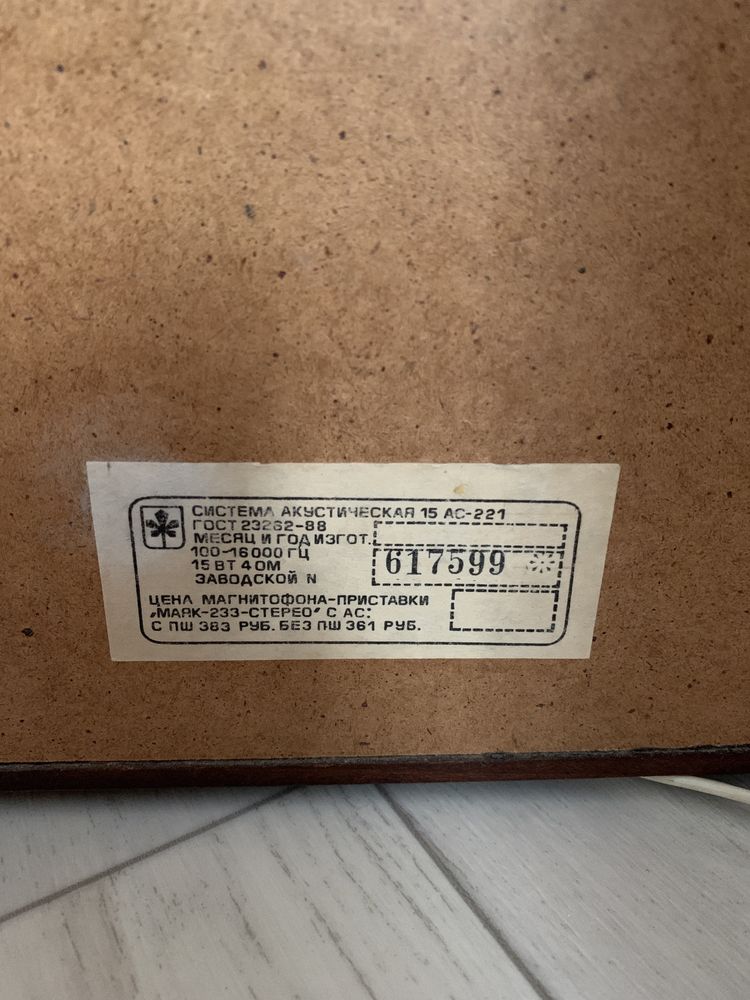 СИСТЕМА АКУСТИЧЕСКАЯ 15 АС-221
ГОСТ 23262-88
МЕСЯЦ И ГОД ИЗГОТ.
100-16000 ГЦ
15 ВТ 4 ОМ
ЗАВОДСКОЙ N 617599
ЦЕНА МАГНИТОФОНА-ПРИСТАВКИ
„МАЯК-233-СТЕРЕО" С АС:
С ПШ 383 РУБ. БЕЗ ПШ 361 РУБ.